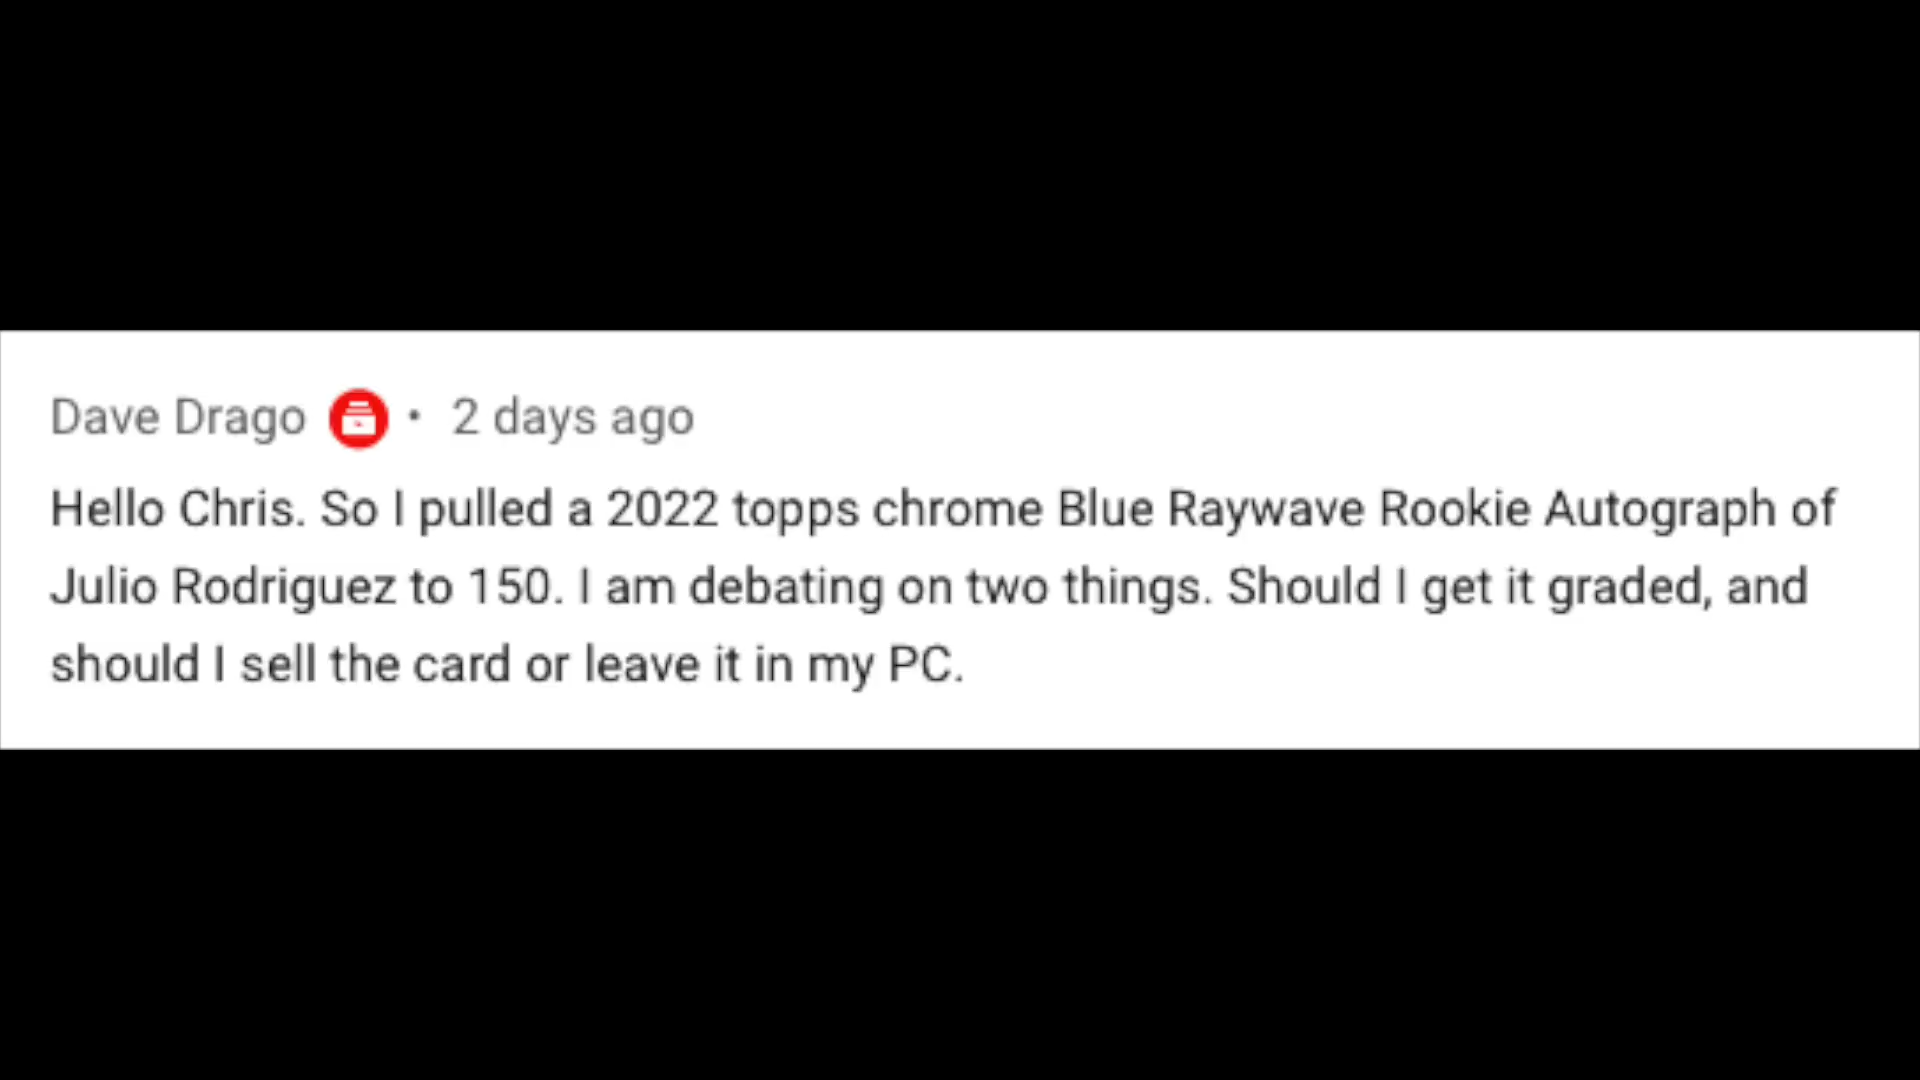 Dave Drago • 2 days ago
Hello Chris. So I pulled a 2022 topps chrome Blue Raywave Rookie Autograph of
Julio Rodriguez to 150. I am debating on two things. Should I get it graded, and
should I sell the card or leave it in my PC.